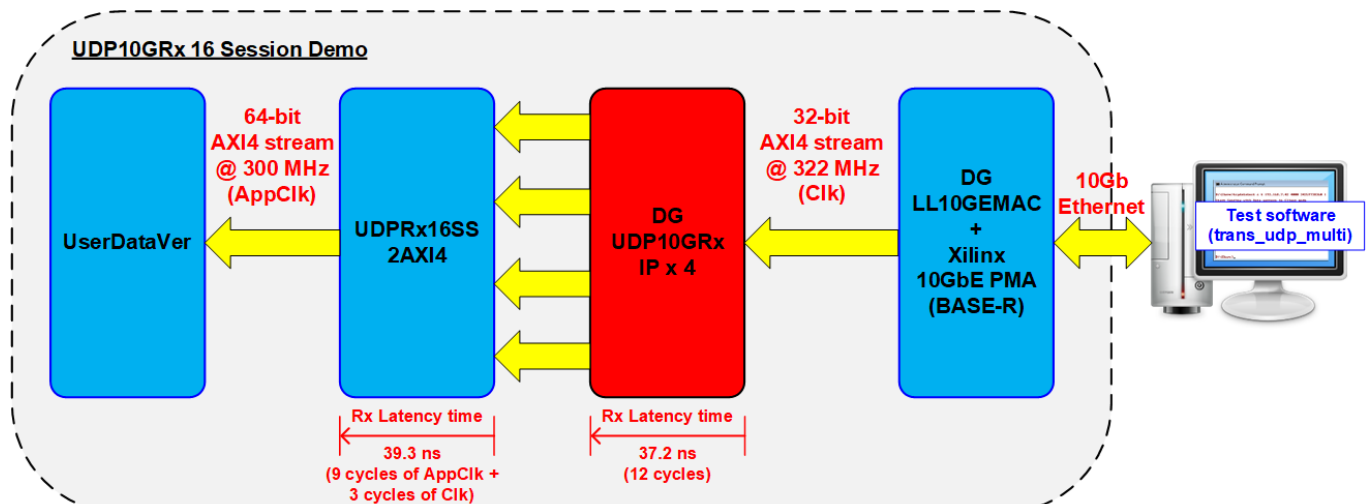 UDP10GRx 16 Session Demo
UserDataVer
64-bit
AXI4 stream
@ 300 MHz
(AppClk)
UDPRx16SS
2AXI4
DG
UDP10GRx
IP x 4
32-bit
AXI4 stream
@ 322 MHz
(Clk)
DG
LL10GEMAC
+
Xilinx
10GbE PMA
(BASE-R)
10Gb
Ethernet
Test software
(trans_udp_multi)
Rx Latency time
39.3 ns
(9 cycles of AppClk +
3 cycles of Clk)
Rx Latency time
37.2 ns
(12 cycles)